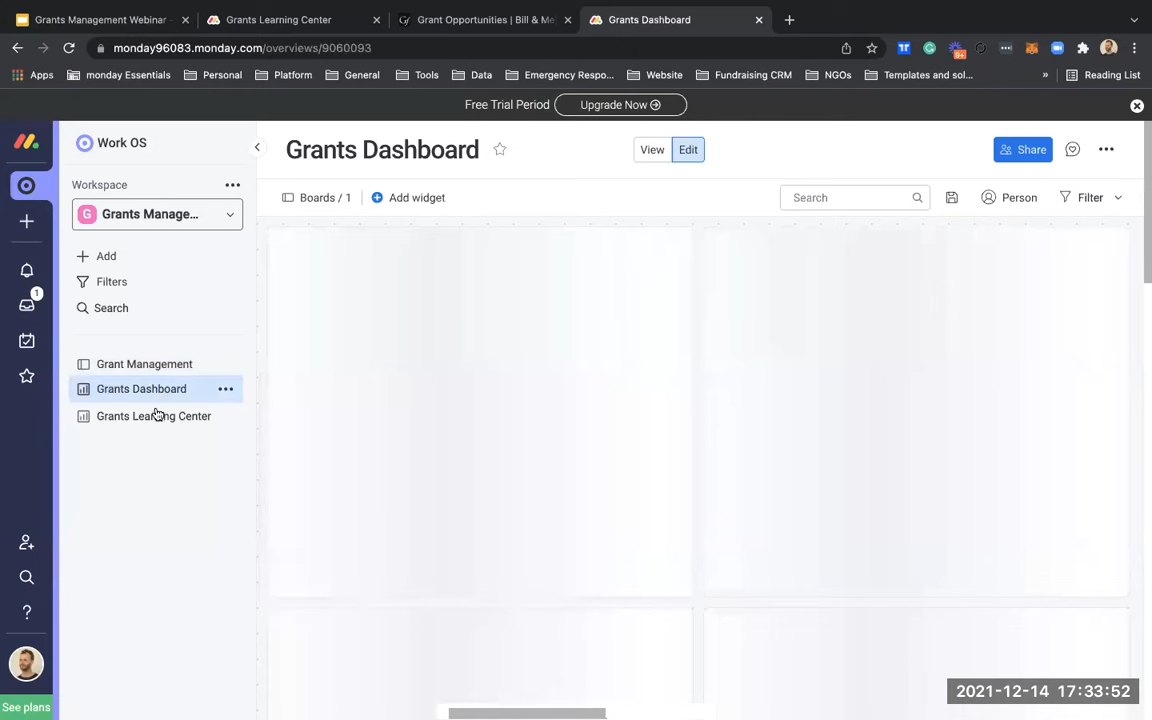 Grants Management Webinar
Grants Learning Center
Grant Opportunities | Bill & Me
Grants Dashboard
monday96083.monday.com/overviews/9060093
9+
Apps
monday Essentials
Personal
Platform
General
Tools
Data
Emergency Respo...
Website
Fundraising CRM
NGOs
Templates and sol...
»
Reading List
Free Trial Period
Upgrade Now
Work OS
Grants Dashboard
View
Edit
Share
Workspace
G Grants Manage...
Boards / 1
Add widget
Search
Person
Filter
Add
Filters
Search
1
Grant Management
Grants Dashboard
Grants Learning Center
See plans
2021-12-14 17:33:52